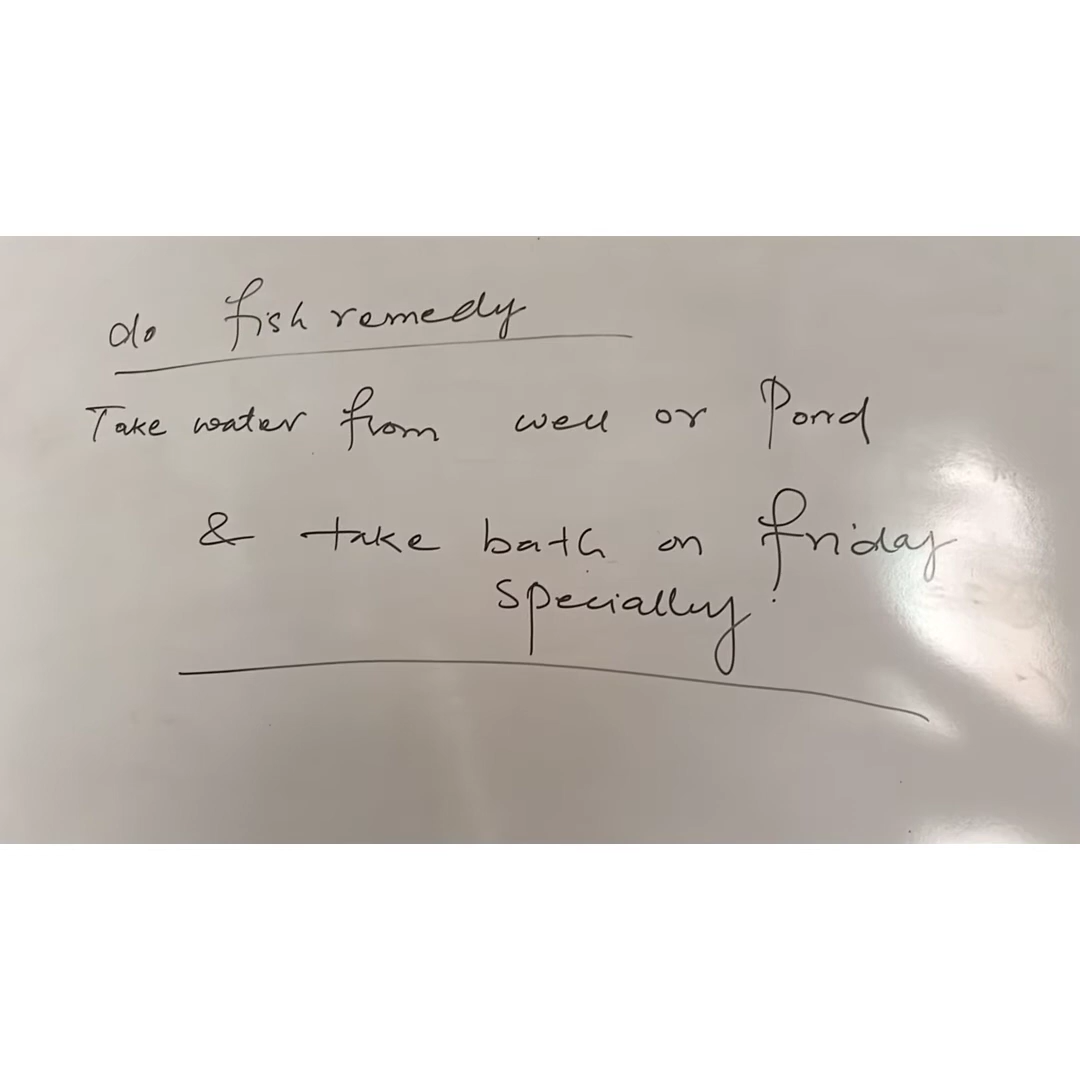 do fish remedy
Take water from well or Pond
& take bath on friday
specially!